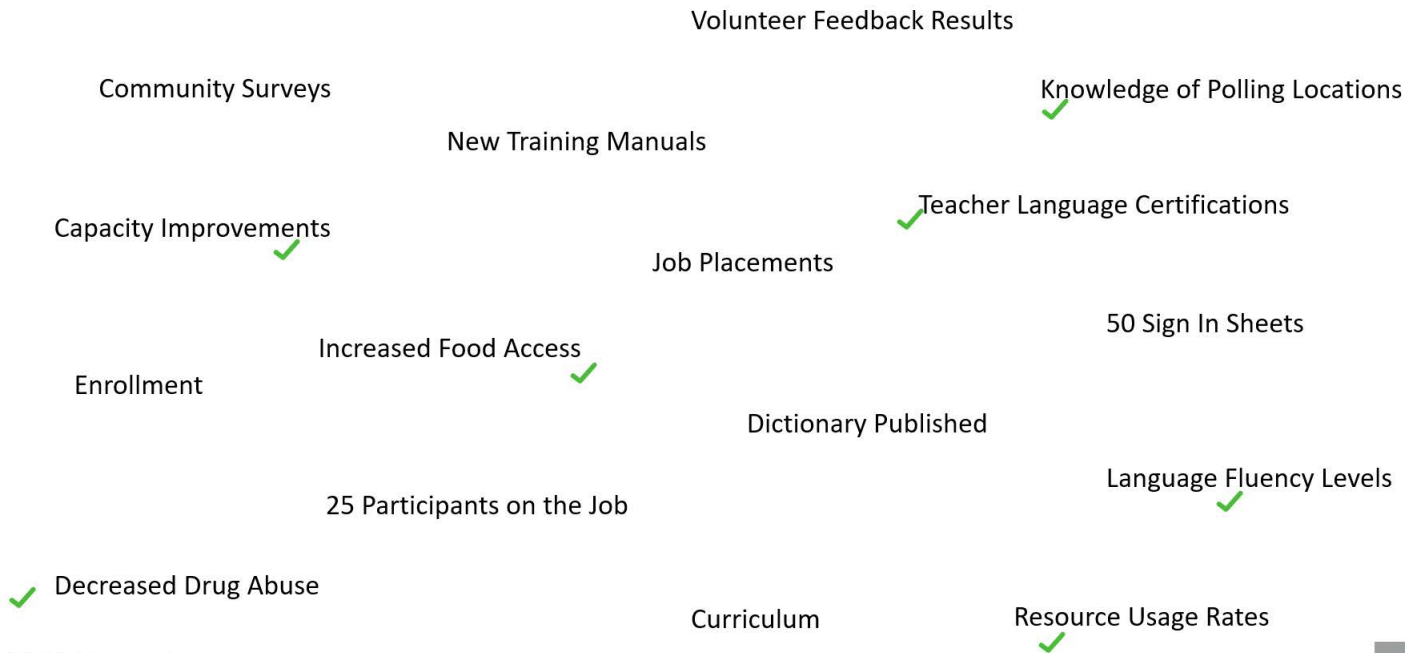 Volunteer Feedback Results
Community Surveys
Knowledge of Polling Locations
New Training Manuals
Teacher Language Certifications
Capacity Improvements
Job Placements
50 Sign In Sheets
Increased Food Access
Enrollment
Dictionary Published
Language Fluency Levels
25 Participants on the Job
Decreased Drug Abuse
Resource Usage Rates
Curriculum